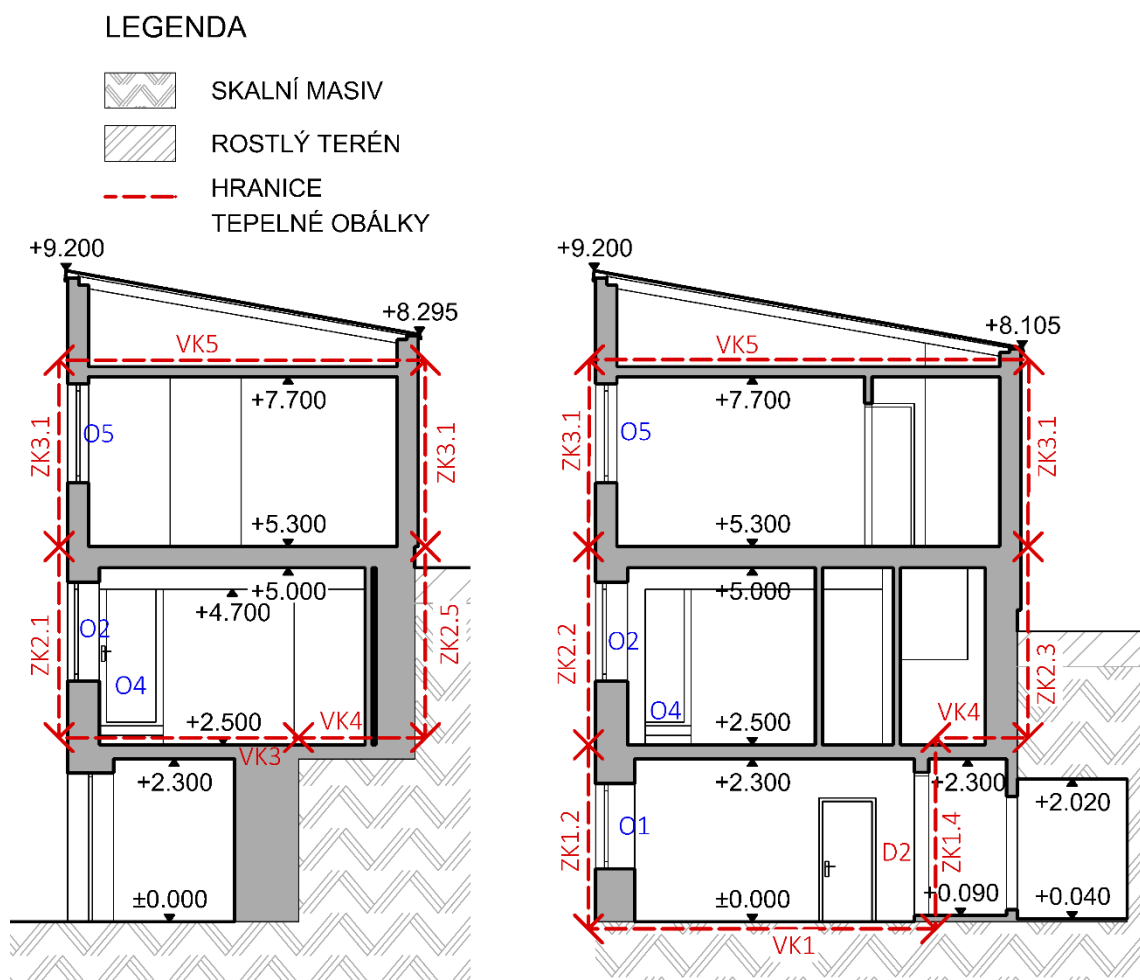 LEGENDA
SKALNÍ MASIV
ROSTLÝ TERÉN
HRANICE
TEPELNÉ OBÁLKY
+9.200
+8.295
VK5
+7.700
O5
ZK3.1
ZK3.1
+5.300
+5.000
+4.700
O2
ZK2.1
ZK2.5
O4
+2.500
VK4
VK3
+2.300
±0.000
+9.200
+8.105
VK5
+7.700
O5
ZK3.1
ZK3.1
+5.300
+5.000
O2
ZK2.2
ZK2.3
O4
+2.500
VK4
+2.300
+2.300
+2.020
O1
ZK1.2
D2
ZK1.4
±0.000
+0.090
+0.040
VK1